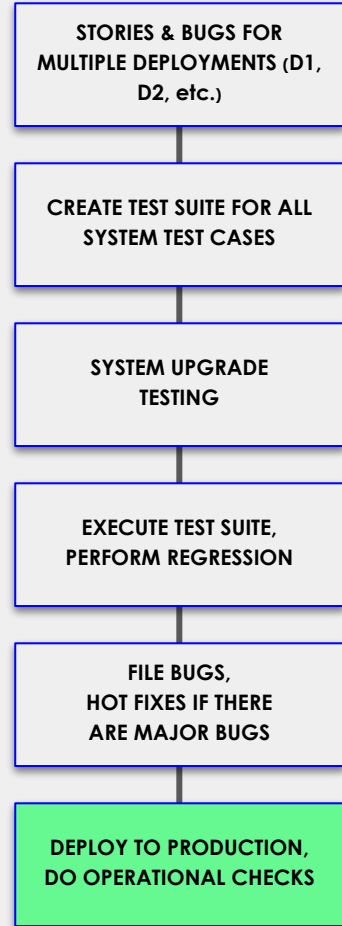 STORIES & BUGS FOR
MULTIPLE DEPLOYMENTS (D1,
D2, etc.)
CREATE TEST SUITE FOR ALL
SYSTEM TEST CASES
SYSTEM UPGRADE
TESTING
EXECUTE TEST SUITE,
PERFORM REGRESSION
FILE BUGS,
HOT FIXES IF THERE
ARE MAJOR BUGS
DEPLOY TO PRODUCTION,
DO OPERATIONAL CHECKS